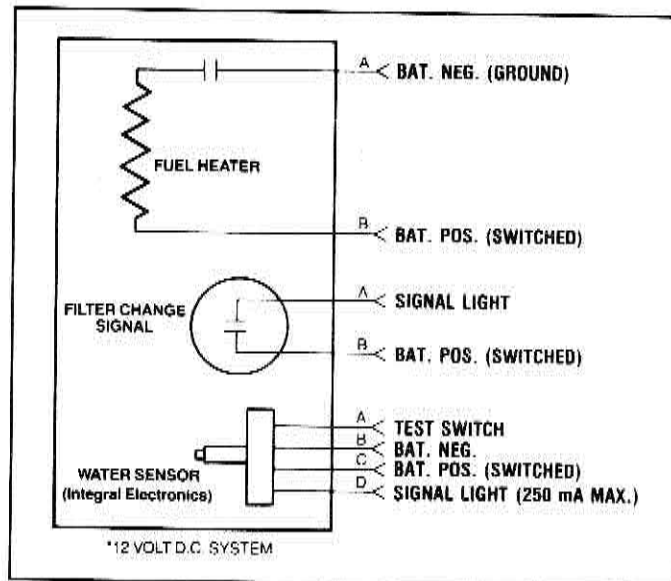 A BAT. NEG. (GROUND)
FUEL HEATER
B BAT. POS. (SWITCHED)
A SIGNAL LIGHT
FILTER CHANGE
SIGNAL
B BAT. POS. (SWITCHED)
A TEST SWITCH
B BAT. NEG.
C BAT. POS. (SWITCHED)
D SIGNAL LIGHT (250 mA MAX.)
WATER SENSOR
(Integral Electronics)
*12 VOLT D.C. SYSTEM